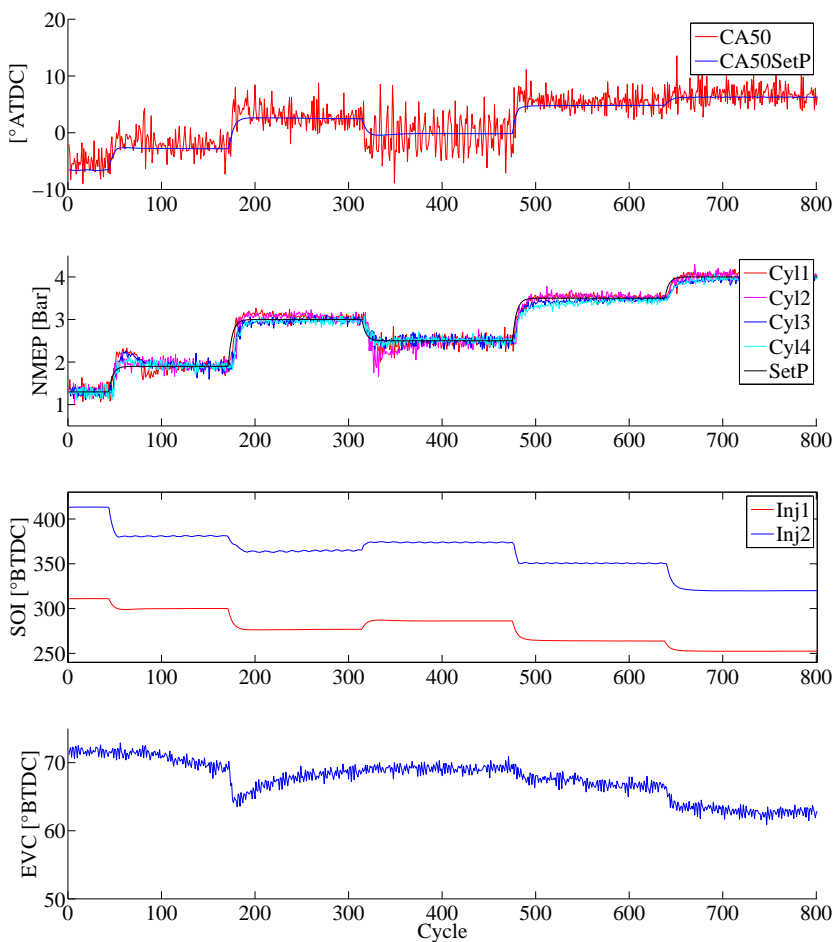 20
10
0
−10
[°ATDC]
CA50
CA50SetP
0 100 200 300 400 500 600 700 800
4
3
2
1
NMEP [Bar]
Cyl1
Cyl2
Cyl3
Cyl4
SetP
0 100 200 300 400 500 600 700 800
400
350
300
250
SOI [°BTDC]
Inj1
Inj2
0 100 200 300 400 500 600 700 800
70
60
50
EVC [°BTDC]
0 100 200 300 400 500 600 700 800
Cycle